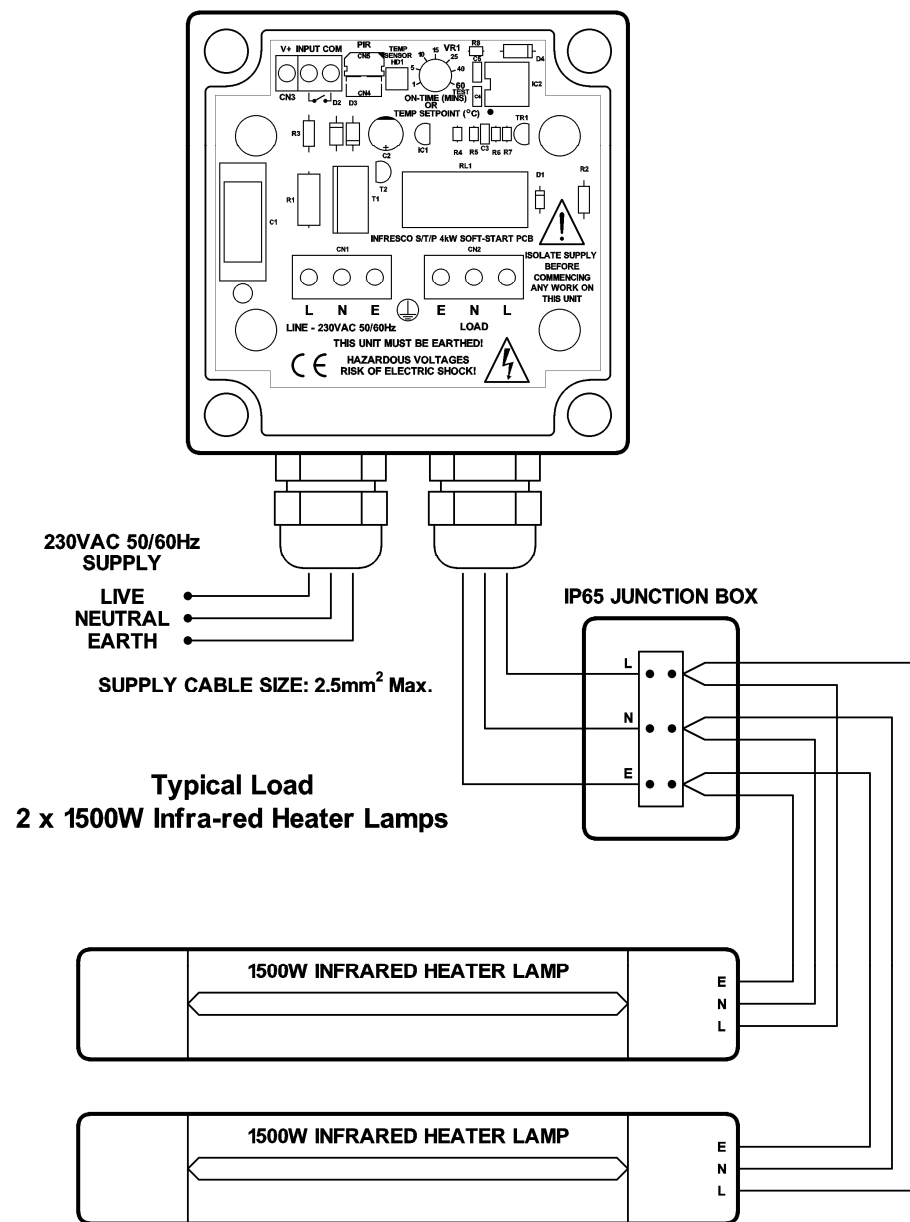 V+ INPUT COM
CN3
PIR
CN5
CN4
TEMP
SENSOR
HD1
VR1
1
5
10
15
25
40
60
TEST
ON-TIME (MINS)
OR
TEMP SETPOINT (°C)
R8
C5
C4
D4
IC2
D2 D3
R3
C2
IC1
R4 R5 C3 R6 R7
TR1
C1
R1
T1
T2
RL1
D1
R2
INFRESCO S/T/P 4kW SOFT-START PCB
CN1
CN2
ISOLATE SUPPLY
BEFORE
COMMENCING
ANY WORK ON
THIS UNIT
L N E
E N L
LINE - 230VAC 50/60Hz
LOAD
THIS UNIT MUST BE EARTHED!
CE
HAZARDOUS VOLTAGES
RISK OF ELECTRIC SHOCK!
230VAC 50/60Hz
SUPPLY
LIVE
NEUTRAL
EARTH
SUPPLY CABLE SIZE: 2.5mm² Max.
IP65 JUNCTION BOX
L
N
E
Typical Load
2 x 1500W Infra-red Heater Lamps
1500W INFRARED HEATER LAMP
E
N
L
1500W INFRARED HEATER LAMP
E
N
L